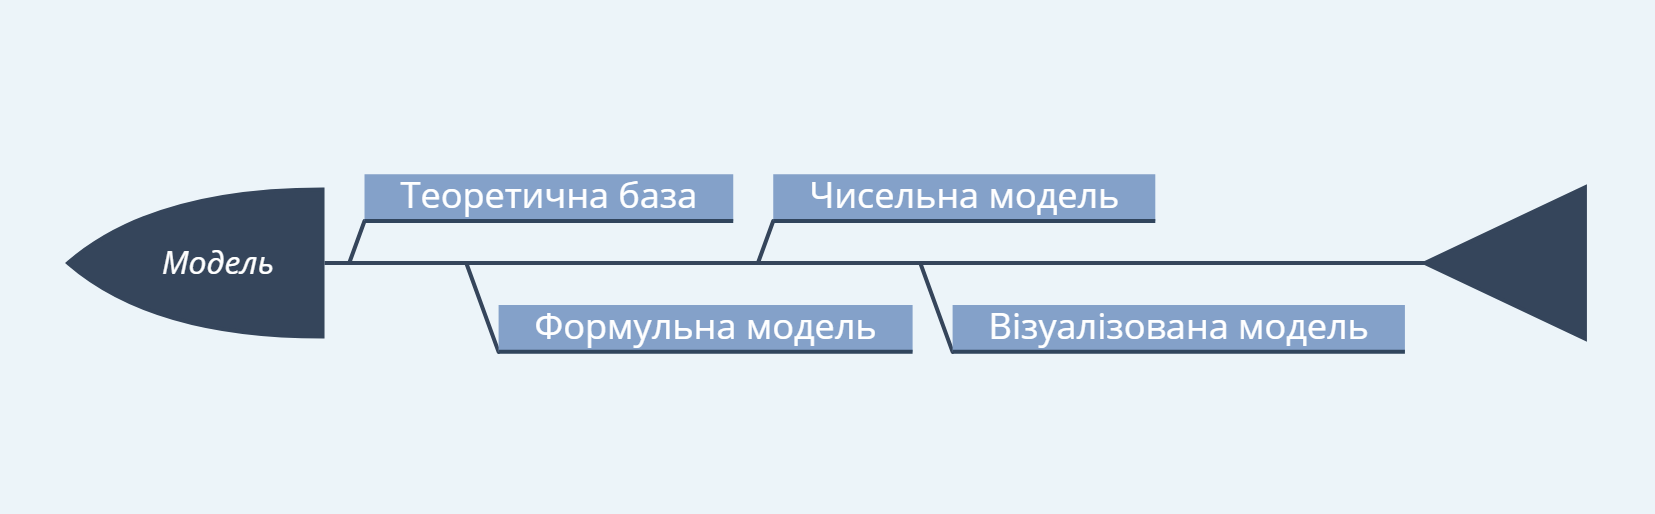 Модель
Теоретична база
Чисельна модель
Формульна модель
Візуалізована модель